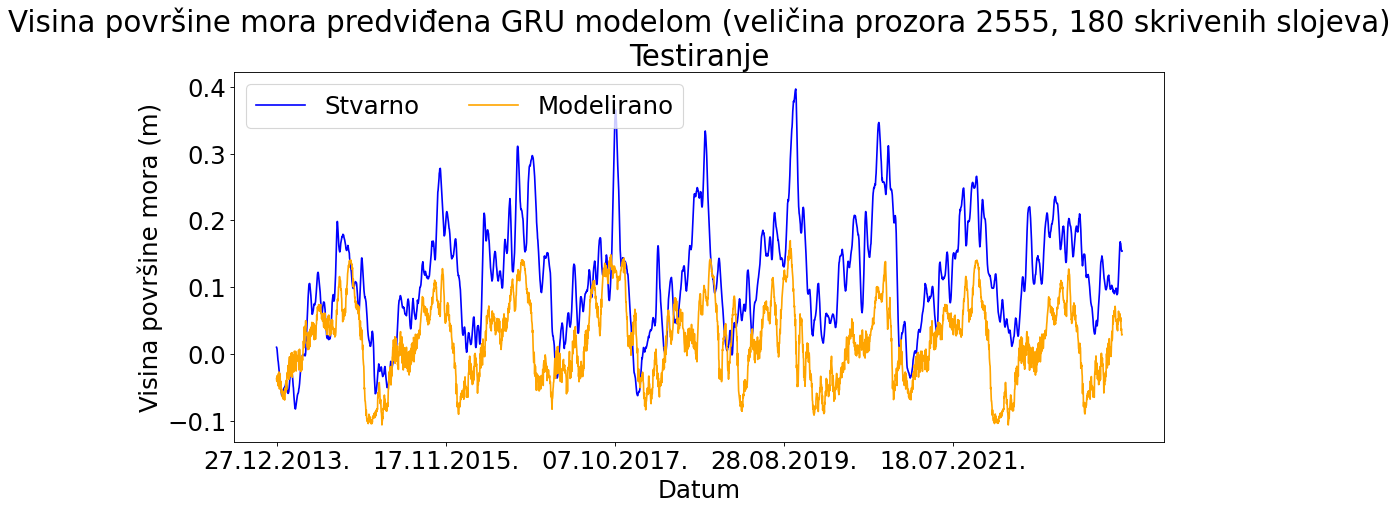 Visina površine mora predviđena GRU modelom (veličina prozora 2555, 180 skrivenih slojeva)
Testiranje
Stvarno
Modelirano
Visina površine mora (m)
0.4
0.3
0.2
0.1
0.0
−0.1
27.12.2013. 17.11.2015. 07.10.2017. 28.08.2019. 18.07.2021.
Datum